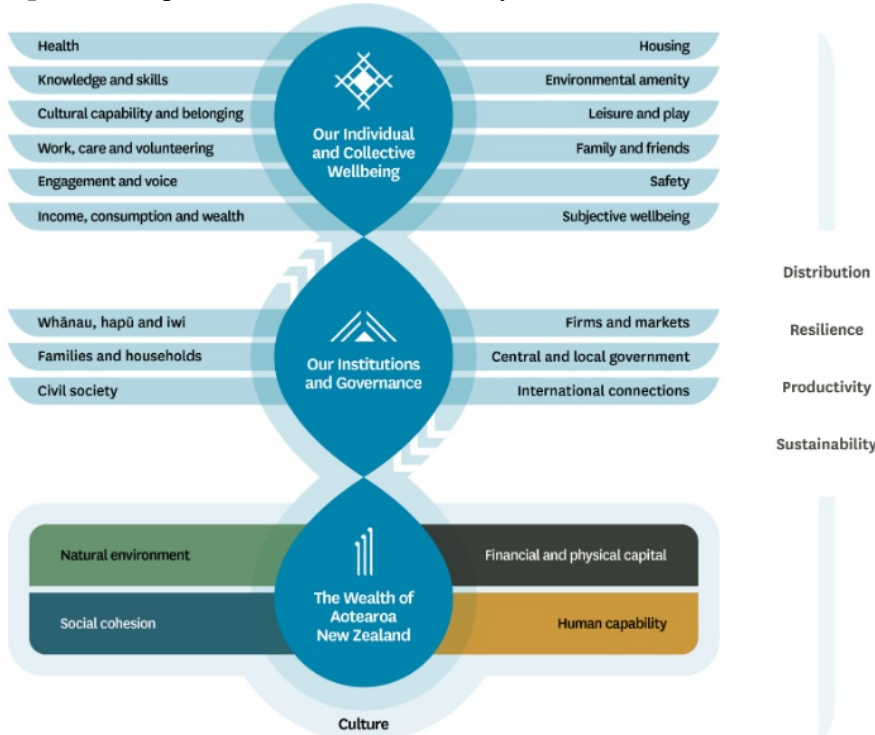 Health
Knowledge and skills
Cultural capability and belonging
Work, care and volunteering
Engagement and voice
Income, consumption and wealth
Our Individual
and Collective
Wellbeing
Housing
Environmental amenity
Leisure and play
Family and friends
Safety
Subjective wellbeing
Whānau, hapū and iwi
Families and households
Civil society
Our Institutions
and Governance
Firms and markets
Central and local government
International connections
Natural environment
Social cohesion
The Wealth of
Aotearoa
New Zealand
Financial and physical capital
Human capability
Culture
Distribution
Resilience
Productivity
Sustainability